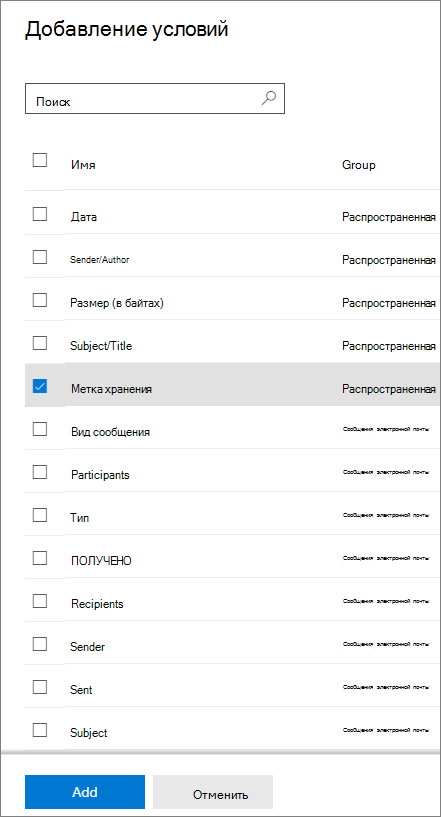 Добавление условий
Поиск
Имя Group
Дата Распространенная
Sender/Author Распространенная
Размер (в байтах) Распространенная
Subject/Title Распространенная
Метка хранения Распространенная
Вид сообщения Сообщения электронной почты
Participants Сообщения электронной почты
Тип Сообщения электронной почты
ПОЛУЧЕНО Сообщения электронной почты
Recipients Сообщения электронной почты
Sender Сообщения электронной почты
Sent Сообщения электронной почты
Subject Сообщения электронной почты
Add Отменить